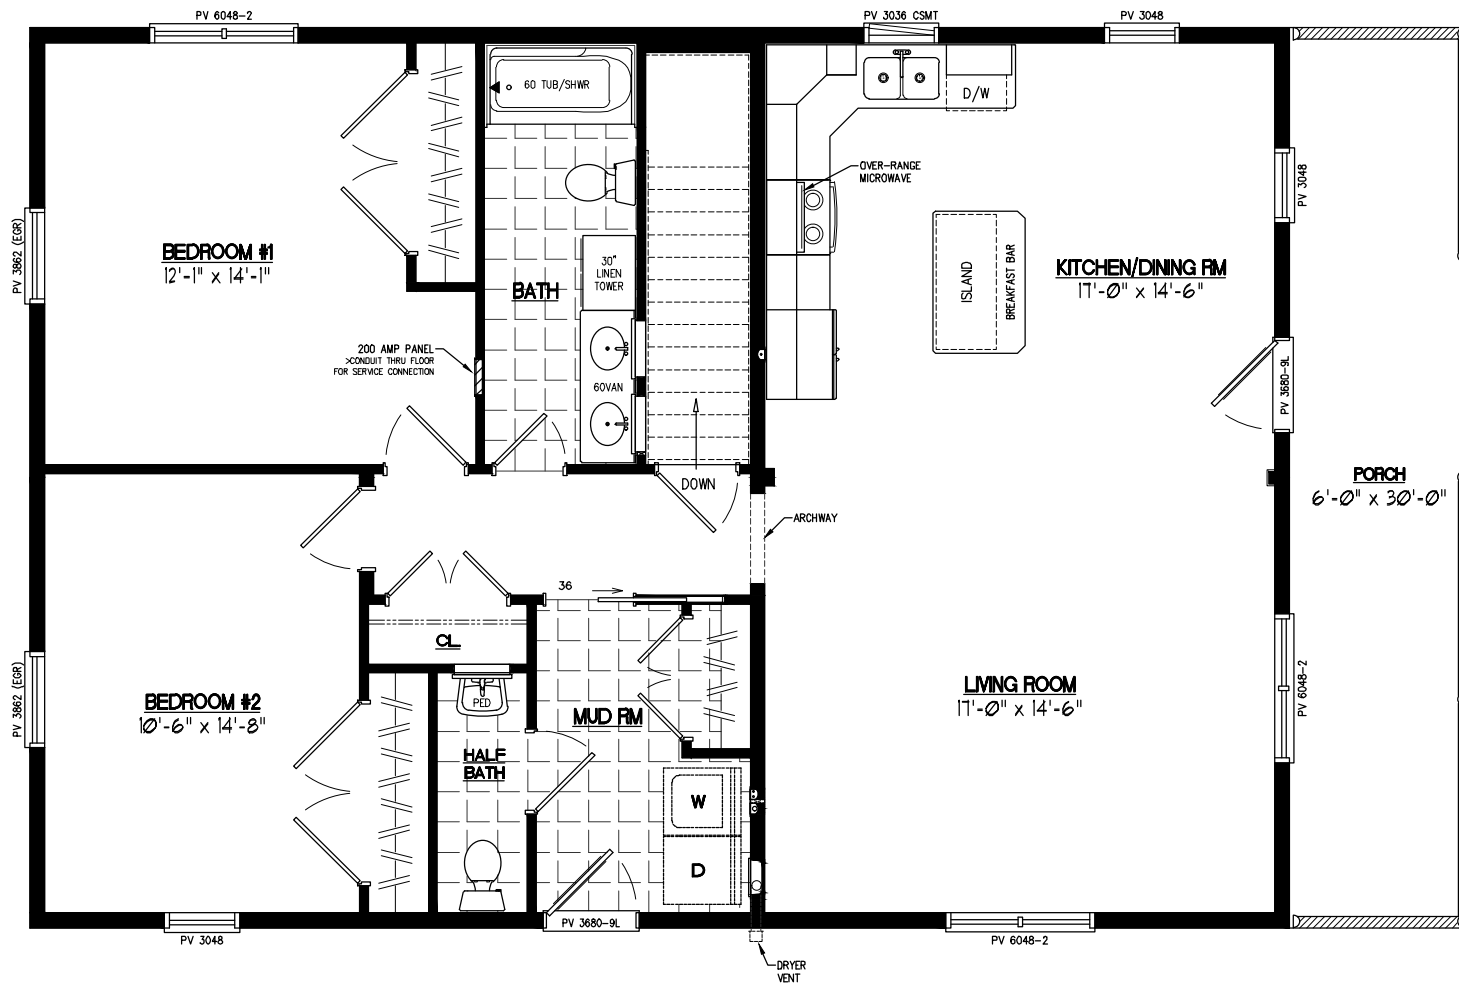 PV 6048-2
PV 3036 CSMT
PV 3048
60 TUB/SHWR
D/W
OVER-RANGE
MICROWAVE
PV 3048
PV 3862 (EGR)
BEDROOM #1
12'-1" x 14'-1"
30"
LINEN
TOWER
BATH
ISLAND
BREAKFAST BAR
KITCHEN/DINING RM
17'-0" x 14'-6"
200 AMP PANEL
>CONDUIT THRU FLOOR
FOR SERVICE CONNECTION
60VAN
PV 3680-9L
DOWN
PORCH
6'-0" x 30'-0"
ARCHWAY
36
CL
PV 3862 (EGR)
BEDROOM #2
10'-6" x 14'-8"
PED
MUD RM
LIVING ROOM
17'-0" x 14'-6"
PV 6048-2
HALF
BATH
W
D
PV 3048
PV 3680-9L
PV 6048-2
DRYER
VENT